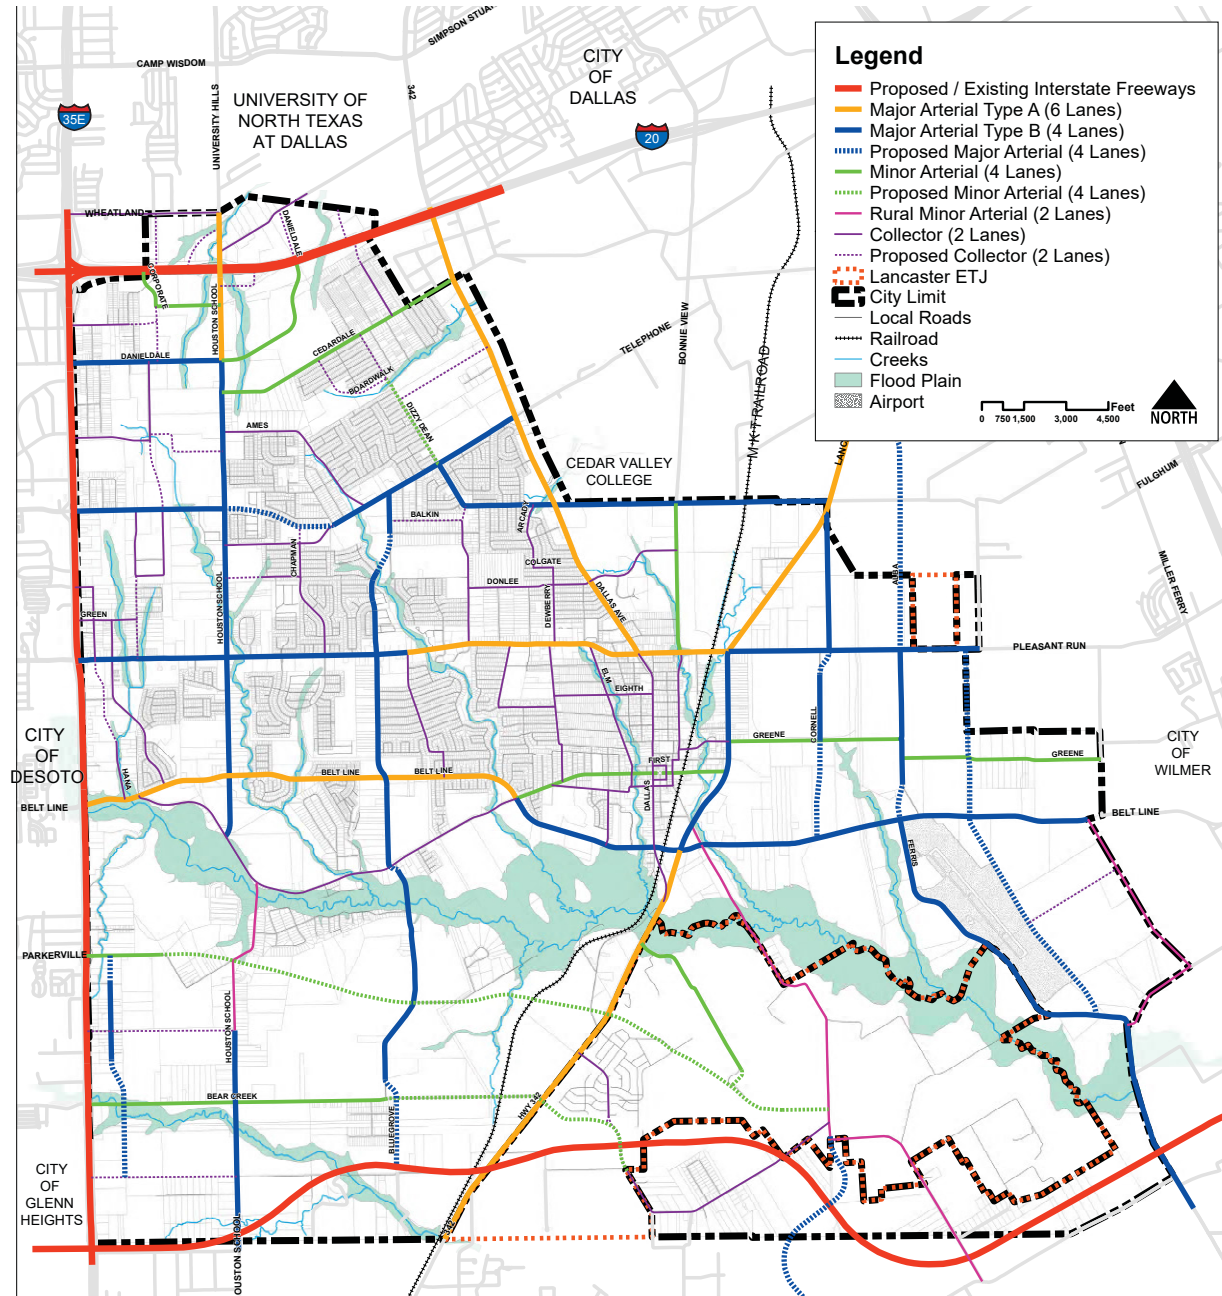 SIMPSON STUAR
CAMP WISDOM
CITY
OF
DALLAS
UNIVERSITY HILLS
342
UNIVERSITY OF
NORTH TEXAS
AT DALLAS
35E
20
Legend
Proposed / Existing Interstate Freeways
Major Arterial Type A (6 Lanes)
Major Arterial Type B (4 Lanes)
Proposed Major Arterial (4 Lanes)
Minor Arterial (4 Lanes)
Proposed Minor Arterial (4 Lanes)
Rural Minor Arterial (2 Lanes)
Collector (2 Lanes)
Proposed Collector (2 Lanes)
Lancaster ETJ
City Limit
Local Roads
Railroad
Creeks
Flood Plain
Airport
0 750 1,500 3,000 4,500 Feet
NORTH
WHEATLAND
DANIELDALE
CORPORATE
HOUSTON SCHOOL
CEDARDALE
TELEPHONE
BONNIE VIEW
M K T RAILROAD
DANIELDALE
BOARDWALK
DIZZY DEAN
AMES
LANC
CEDAR VALLEY
COLLEGE
FULGHUM
BALKIN
ARCADY
CHAPMAN
COLGATE
DONLEE
DEWBERRY
DALLAS AVE
ALBA
MILLER FERRY
GREEN
HOUSTON SCHOOL
PLEASANT RUN
ELM
EIGHTH
CORNELL
GREENE
GREENE
CITY
OF
DESOTO
CITY
OF
WILMER
HANA
BELT LINE
BELT LINE
FIRST
DALLAS
BELT LINE
BELT LINE
FERRIS
PARKERVILLE
HOUSTON SCHOOL
BEAR CREEK
BLUEGROVE
HWY 342
CITY
OF
GLENN
HEIGHTS
342
OUSTON SCHOOL